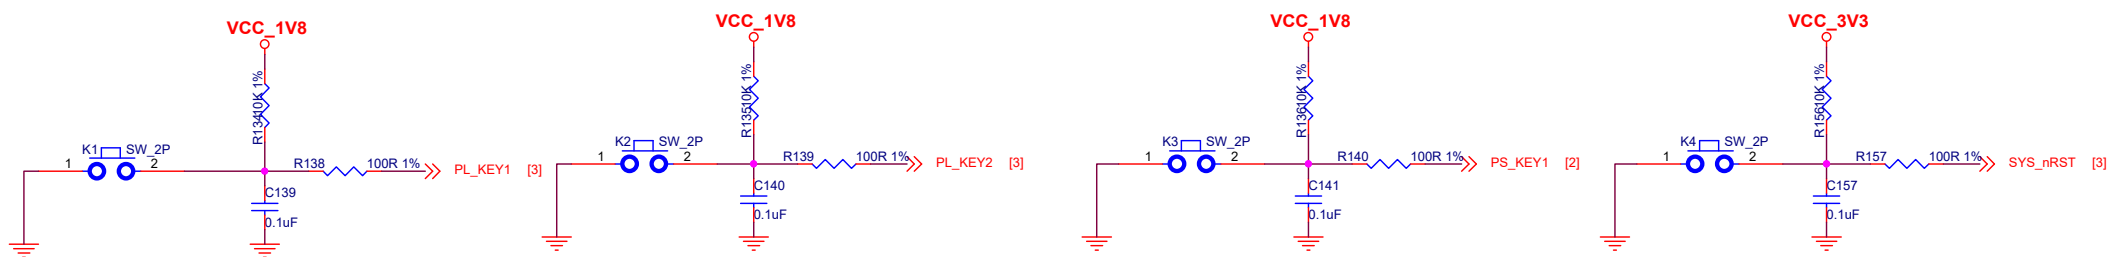 VCC_1V8
R134
10K 1%
K1
SW_2P
1
2
R138
100R 1%
PL_KEY1
[3]
C139
0.1uF
VCC_1V8
R135
10K 1%
K2
SW_2P
1
2
R139
100R 1%
PL_KEY2
[3]
C140
0.1uF
VCC_1V8
R136
10K 1%
K3
SW_2P
1
2
R140
100R 1%
PS_KEY1
[2]
C141
0.1uF
VCC_3V3
R156
10K 1%
K4
SW_2P
1
2
R157
100R 1%
SYS_nRST
[3]
C157
0.1uF